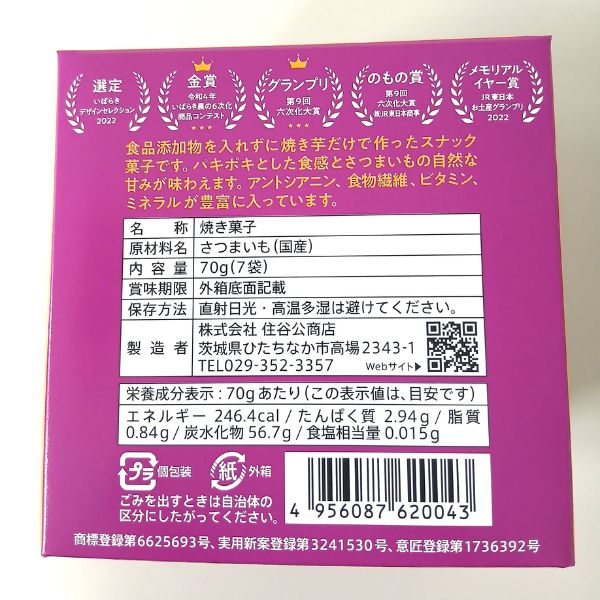 選定
いばらき
デザインセレクション
2022
金賞
令和4年
いばらき農の6次化
商品コンテスト
グランプリ
第9回
六次化大賞
のもの賞
第9回
六次化大賞
㈱JR東日本商事
メモリアル
イヤー賞
JR東日本
お土産グランプリ
2022
食品添加物を入れずに焼き芋だけで作ったスナック
菓子です。パキポキとした食感とさつまいもの自然な
甘みが味わえます。アントシアニン、食物繊維、ビタミン、
ミネラルが豊富に入っています。
名称 焼き菓子
原材料名 さつまいも(国産)
内容量 70g(7袋)
賞味期限 外箱底面記載
保存方法 直射日光・高温多湿は避けてください。
製造者 株式会社 住谷公商店
茨城県ひたちなか市高場2343-1
TEL029-352-3357 Webサイト▶
栄養成分表示:70gあたり(この表示値は、目安です)
エネルギー 246.4cal/たんぱく質 2.94g/脂質
0.84g/炭水化物 56.7g/食塩相当量 0.015g
プラ 個包装 紙 外箱
ごみを出すときは自治体の
区分にしたがってください。
4 956087 620043
商標登録第6625693号、実用新案登録第3241530号、意匠登録第1736392号